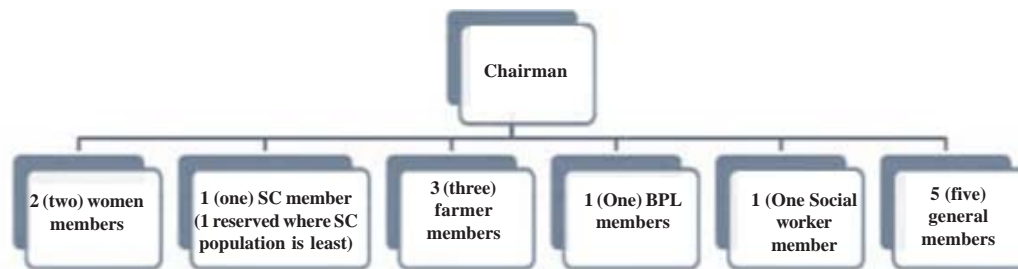 Chairman
2 (two) women
members
1 (one) SC member
(1 reserved where SC
population is least)
3 (three)
farmer
members
1 (One) BPL
members
1 (One Social
worker
member
5 (five)
general
members